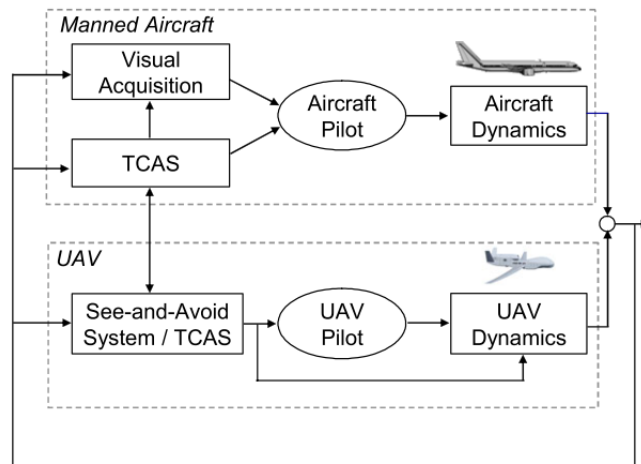 Manned Aircraft
Visual
Acquisition
TCAS
Aircraft
Pilot
Aircraft
Dynamics
UAV
See-and-Avoid
System / TCAS
UAV
Pilot
UAV
Dynamics